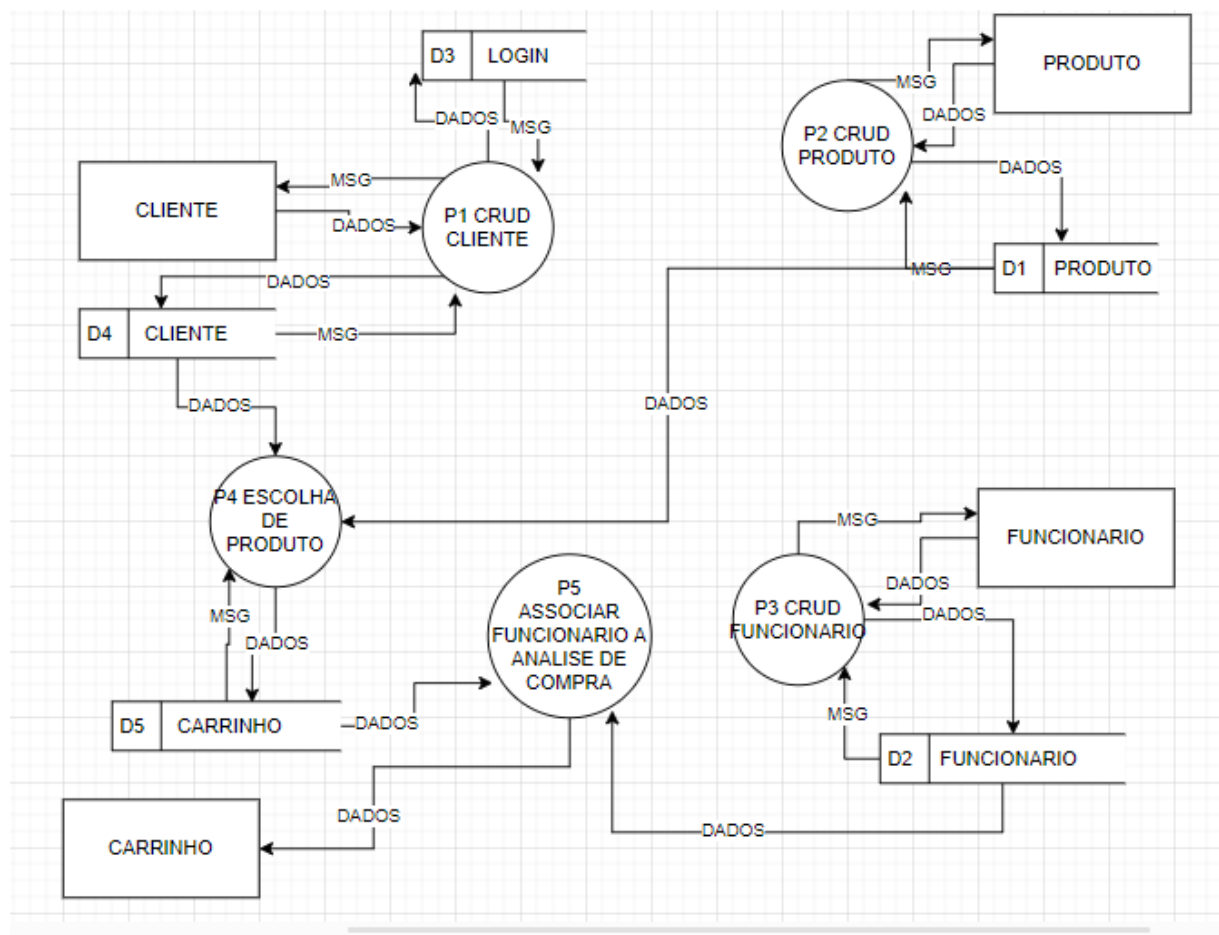 D3 LOGIN
PRODUTO
MSG
DADOS
DADOS
MSG
P2 CRUD
PRODUTO
DADOS
MSG
CLIENTE
DADOS
P1 CRUD
CLIENTE
MSG
D1 PRODUTO
DADOS
D4 CLIENTE
MSG
DADOS
DADOS
P4 ESCOLHA
DE
PRODUTO
MSG
FUNCIONARIO
DADOS
P5
ASSOCIAR
FUNCIONARIO A
ANALISE DE
COMPRA
P3 CRUD
FUNCIONARIO
DADOS
MSG
DADOS
D5 CARRINHO
DADOS
MSG
D2 FUNCIONARIO
DADOS
DADOS
CARRINHO